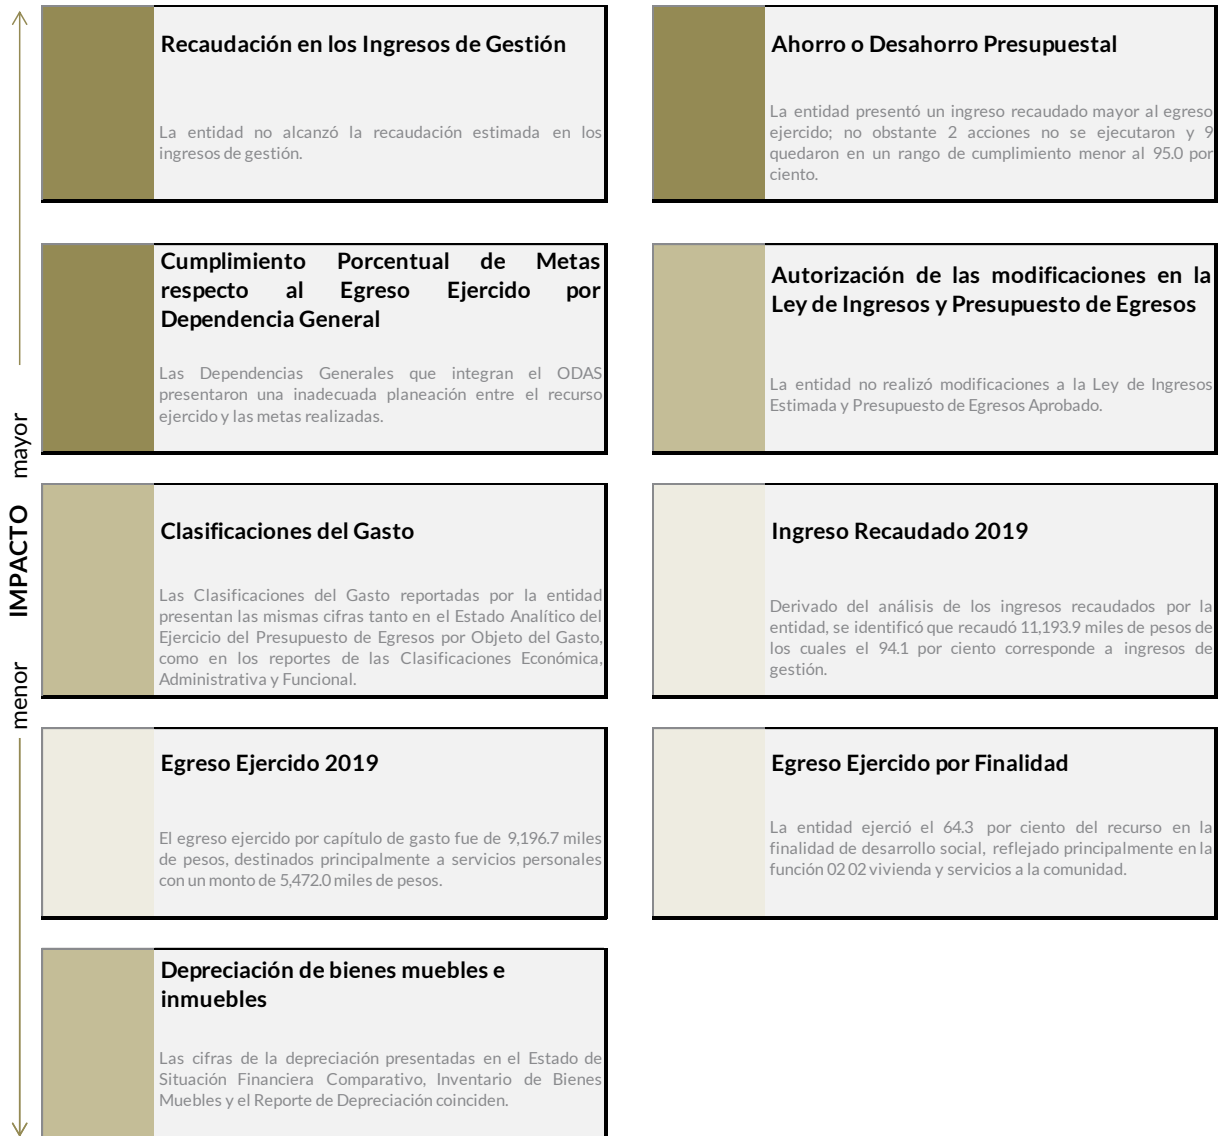 Recaudación en los Ingresos de Gestión
La entidad no alcanzó la recaudación estimada en los
ingresos de gestión.
Ahorro o Desahorro Presupuestal
La entidad presentó un ingreso recaudado mayor al egreso
ejercido; no obstante 2 acciones no se ejecutaron y 9
quedaron en un rango de cumplimiento menor al 95.0 por
ciento.
Cumplimiento Porcentual de Metas
respecto al Egreso Ejercido por
Dependencia General
Las Dependencias Generales que integran el ODAS
presentaron una inadecuada planeación entre el recurso
ejercido y las metas realizadas.
Autorización de las modificaciones en la
Ley de Ingresos y Presupuesto de Egresos
La entidad no realizó modificaciones a la Ley de Ingresos
Estimada y Presupuesto de Egresos Aprobado.
menor IMPACTO mayor
Clasificaciones del Gasto
Las Clasificaciones del Gasto reportadas por la entidad
presentan las mismas cifras tanto en el Estado Analítico del
Ejercicio del Presupuesto de Egresos por Objeto del Gasto,
como en los reportes de las Clasificaciones Económica,
Administrativa y Funcional.
Ingreso Recaudado 2019
Derivado del análisis de los ingresos recaudados por la
entidad, se identificó que recaudó 11,193.9 miles de pesos de
los cuales el 94.1 por ciento corresponde a ingresos de
gestión.
Egreso Ejercido 2019
El egreso ejercido por capítulo de gasto fue de 9,196.7 miles
de pesos, destinados principalmente a servicios personales
con un monto de 5,472.0 miles de pesos.
Egreso Ejercido por Finalidad
La entidad ejerció el 64.3 por ciento del recurso en la
finalidad de desarrollo social, reflejado principalmente en la
función 02 02 vivienda y servicios a la comunidad.
Depreciación de bienes muebles e
inmuebles
Las cifras de la depreciación presentadas en el Estado de
Situación Financiera Comparativo, Inventario de Bienes
Muebles y el Reporte de Depreciación coinciden.